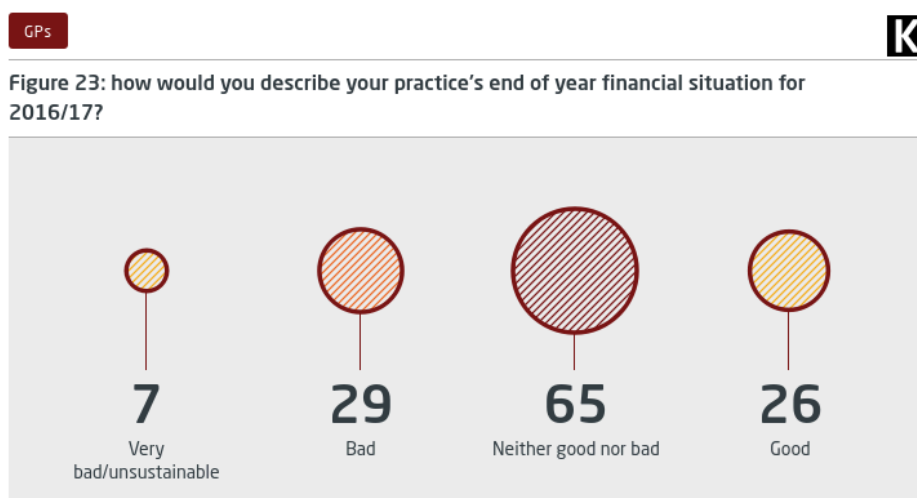 GPs
K
Figure 23: how would you describe your practice's end of year financial situation for
2016/17?
7
29
65
26
Very
bad/unsustainable
Bad
Neither good nor bad
Good